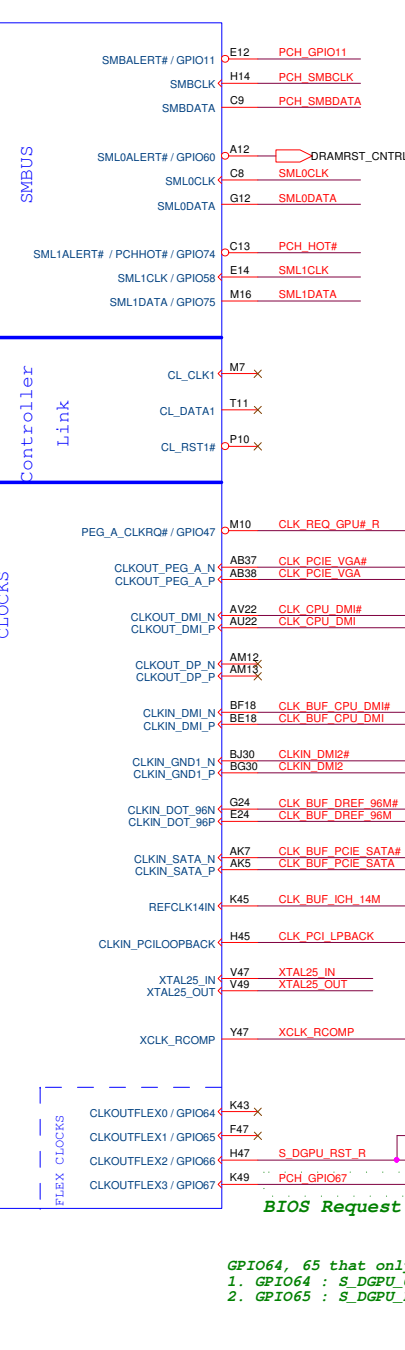 SMBUS
SMBALERT# / GPIO11 E12 PCH_GPIO11
SMBCLK H14 PCH_SMBCLK
SMBDATA C9 PCH_SMBDATA
SML0ALERT# / GPIO60 A12 DRAMRST_CNTRL
SML0CLK C8 SML0CLK
SML0DATA G12 SML0DATA
SML1ALERT# / PCHHOT# / GPIO74 C13 PCH_HOT#
SML1CLK / GPIO58 E14 SML1CLK
SML1DATA / GPIO75 M16 SML1DATA
Controller
Link
CL_CLK1 M7
CL_DATA1 T11
CL_RST1# P10
CLOCKS
PEG_A_CLKRQ# / GPIO47 M10 CLK_REQ_GPU#_R
CLKOUT_PEG_A_N AB37 CLK_PCIE_VGA#
CLKOUT_PEG_A_P AB38 CLK_PCIE_VGA
CLKOUT_DMI_N AV22 CLK_CPU_DMI#
CLKOUT_DMI_P AU22 CLK_CPU_DMI
CLKOUT_DP_N AM12
CLKOUT_DP_P AM13
CLKIN_DMI_N BF18 CLK_BUF_CPU_DMI#
CLKIN_DMI_P BE18 CLK_BUF_CPU_DMI
CLKIN_GND1_N BJ30 CLKIN_DMI2#
CLKIN_GND1_P BG30 CLKIN_DMI2
CLKIN_DOT_96N G24 CLK_BUF_DREF_96M#
CLKIN_DOT_96P E24 CLK_BUF_DREF_96M
CLKIN_SATA_N AK7 CLK_BUF_PCIE_SATA#
CLKIN_SATA_P AK5 CLK_BUF_PCIE_SATA
REFCLK14IN K45 CLK_BUF_ICH_14M
CLKIN_PCILOOPBACK H45 CLK_PCI_LPBACK
XTAL25_IN V47 XTAL25_IN
XTAL25_OUT V49 XTAL25_OUT
XCLK_RCOMP Y47 XCLK_RCOMP
FLEX CLOCKS
CLKOUTFLEX0 / GPIO64 K43
CLKOUTFLEX1 / GPIO65 F47
CLKOUTFLEX2 / GPIO66 H47 S_DGPU_RST_R
CLKOUTFLEX3 / GPIO67 K49 PCH_GPIO67
BIOS Request
GPIO64, 65 that only
1. GPIO64 : S_DGPU_
2. GPIO65 : S_DGPU_